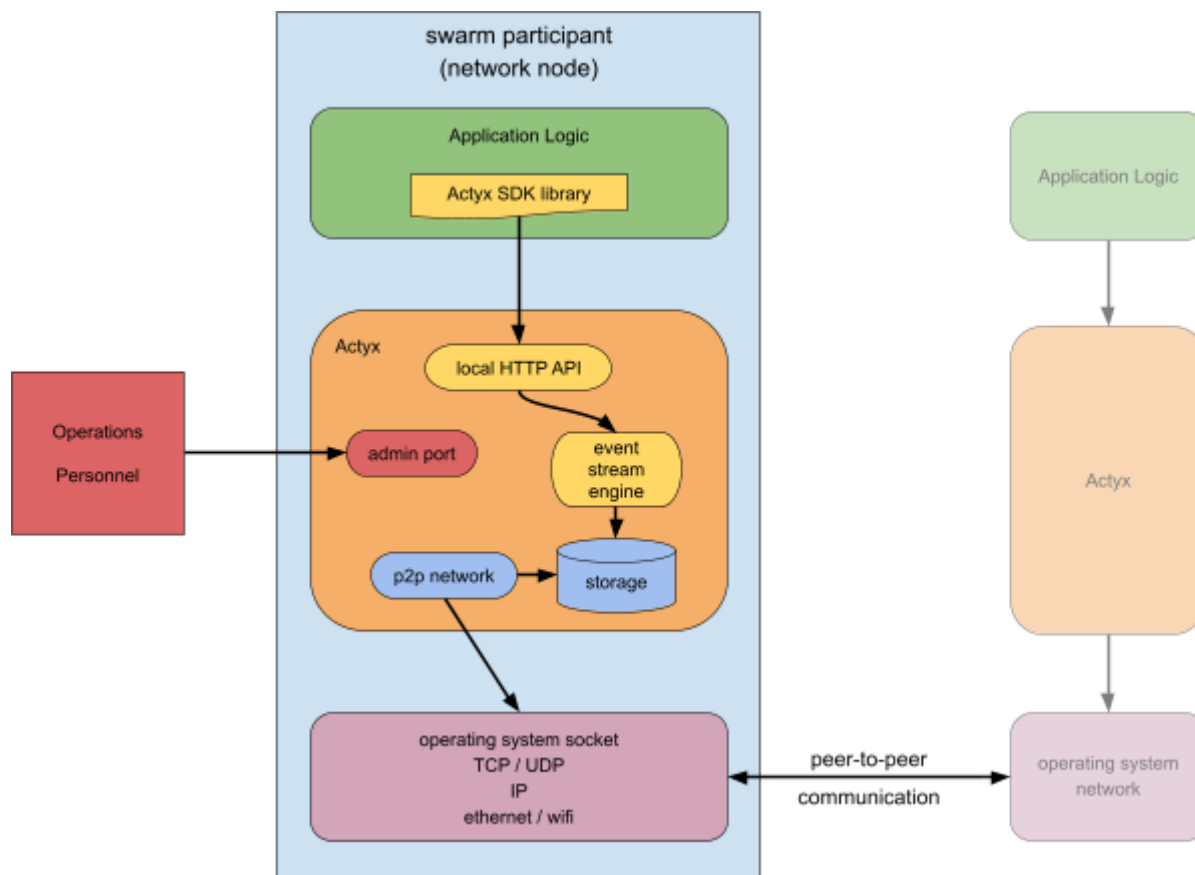 swarm participant
(network node)
Application Logic
Actyx SDK library
Actyx
local HTTP API
event
stream
engine
admin port
p2p network
storage
operating system socket
TCP / UDP
IP
ethernet / wifi
Operations
Personnel
peer-to-peer
communication
Application Logic
Actyx
operating system
network